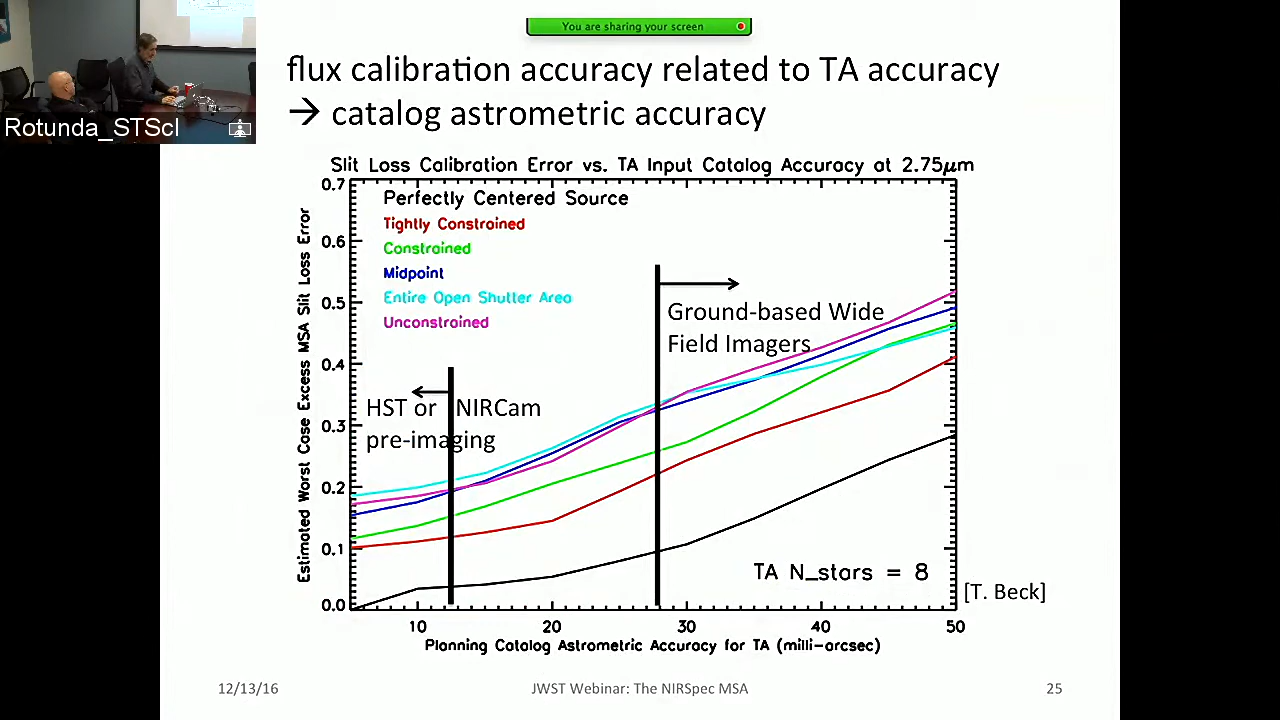 You are sharing your screen
Rotunda_STScI
flux calibration accuracy related to TA accuracy
→ catalog astrometric accuracy
Slit Loss Calibration Error vs. TA Input Catalog Accuracy at 2.75μm
Estimated Worst Case Excess MSA Slit Loss Error
0.7
0.6
0.5
0.4
0.3
0.2
0.1
0.0
Perfectly Centered Source
Tightly Constrained
Constrained
Midpoint
Entire Open Shutter Area
Unconstrained
Ground-based Wide
Field Imagers
HST or NIRCam
pre-imaging
TA N_stars = 8
[T. Beck]
10 20 30 40 50
Planning Catalog Astrometric Accuracy for TA (milli-arcsec)
12/13/16
JWST Webinar: The NIRSpec MSA
25